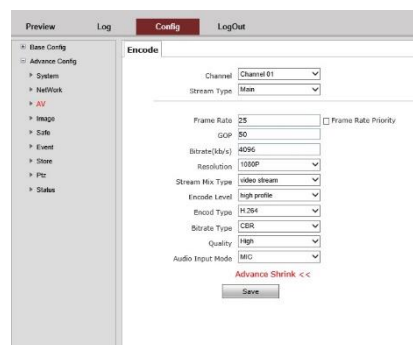 Preview Log Config LogOut
Base Config
Advance Config
System
NetWork
AV
Image
Safe
Event
Store
Ptz
Status
Encode
Channel Channel 01
Stream Type Main
Frame Rate 25 Frame Rate Priority
GOP 50
Bitrate(kb/s) 4096
Resolution 1080P
Stream Mix Type video stream
Encode Level high profile
Encod Type H.264
Bitrate Type CBR
Quality High
Audio Input Mode MIC
Advance Shrink <<
Save